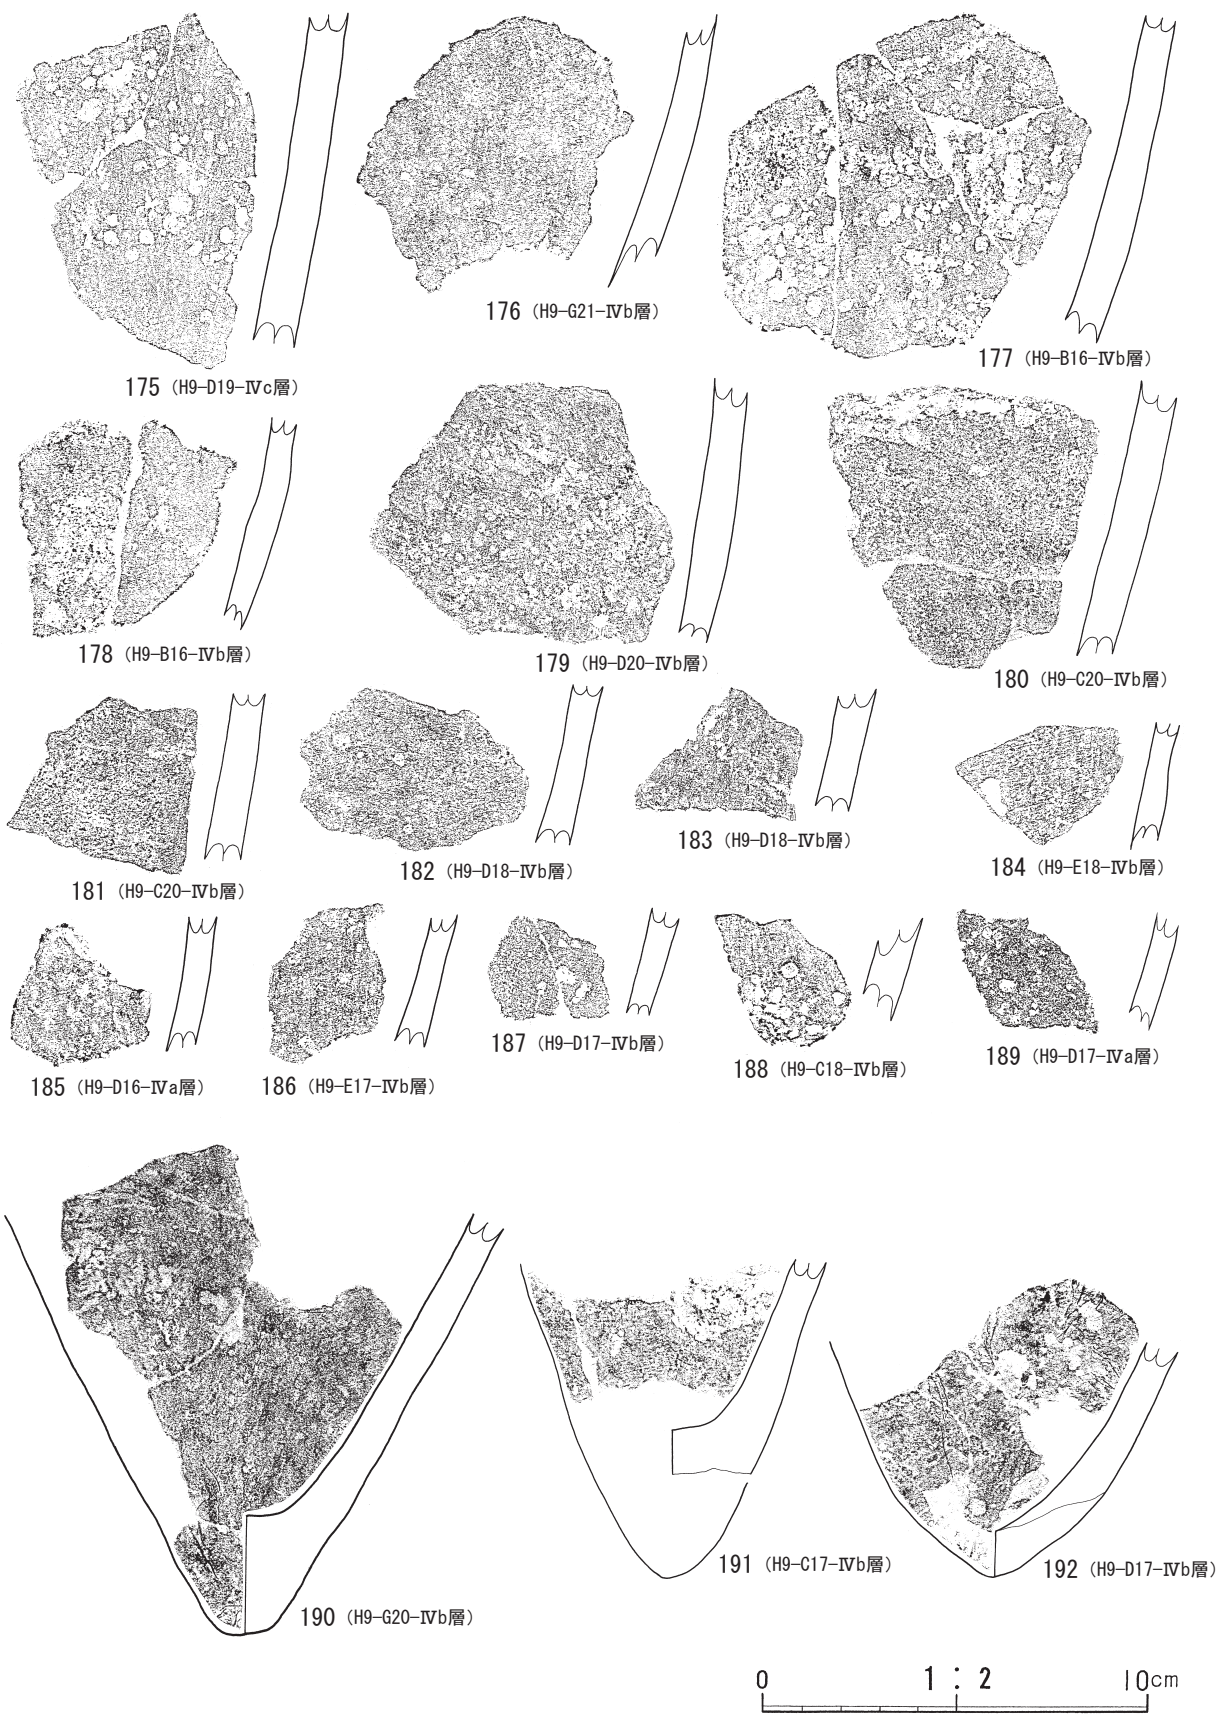 176（H9−G21−Ⅳb層）
177（H9−B16−Ⅳb層）
175（H9−D19−Ⅳc層）
178（H9−B16−Ⅳb層）
179（H9−D20−Ⅳb層）
180（H9−C20−Ⅳb層）
181（H9−C20−Ⅳb層）
182（H9−D18−Ⅳb層）
183（H9−D18−Ⅳb層）
184（H9−E18−Ⅳb層）
185（H9−D16−Ⅳa層）
186（H9−E17−Ⅳb層）
187（H9−D17−Ⅳb層）
188（H9−C18−Ⅳb層）
189（H9−D17−Ⅳa層）
190（H9−G20−Ⅳb層）
191（H9−C17−Ⅳb層）
192（H9−D17−Ⅳb層）
0 1：2 10cm